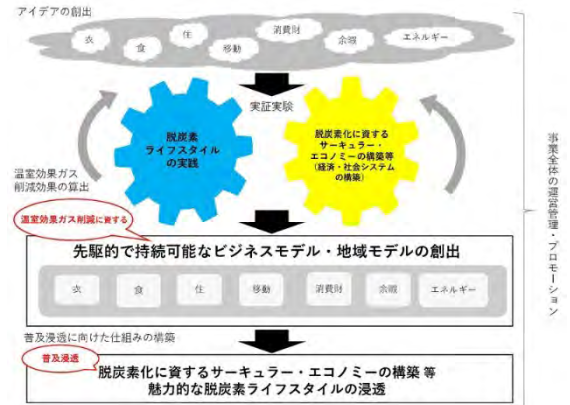 アイデアの創出
衣
食
住
移動
消費財
余暇
エネルギー
実証実験
脱炭素
ライフスタイル
の実践
脱炭素化に資する
サーキュラー・
エコノミーの構築等
(経済・社会システム
の構築)
温室効果ガス
削減効果の算出
温室効果ガス削減に資する
先駆的で持続可能なビジネスモデル・地域モデルの創出
衣
食
住
移動
消費財
余暇
エネルギー
普及浸透に向けた仕組みの構築
普及浸透
脱炭素化に資するサーキュラー・エコノミーの構築 等
魅力的な脱炭素ライフスタイルの浸透
事業全体の運営管理・プロモーション